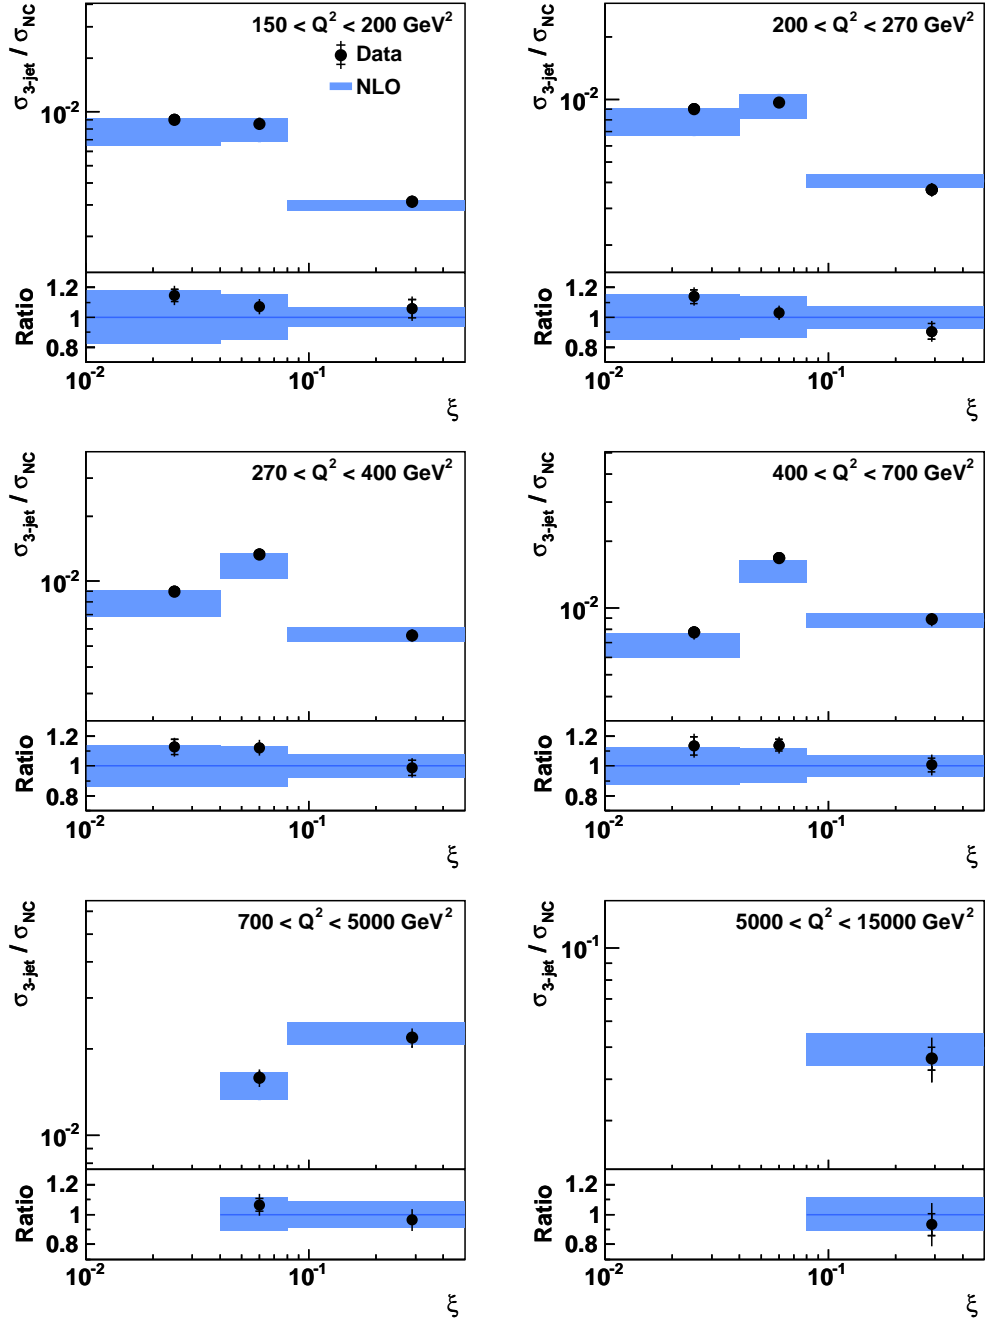 σ3-jet / σNC
150 < Q² < 200 GeV²
Data
NLO
10⁻²
Ratio
1.2
1
0.8
10⁻²
10⁻¹
ξ
σ3-jet / σNC
200 < Q² < 270 GeV²
10⁻²
Ratio
1.2
1
0.8
10⁻²
10⁻¹
ξ
σ3-jet / σNC
270 < Q² < 400 GeV²
10⁻²
Ratio
1.2
1
0.8
10⁻²
10⁻¹
ξ
σ3-jet / σNC
400 < Q² < 700 GeV²
10⁻²
Ratio
1.2
1
0.8
10⁻²
10⁻¹
ξ
σ3-jet / σNC
700 < Q² < 5000 GeV²
10⁻²
Ratio
1.2
1
0.8
10⁻²
10⁻¹
ξ
σ3-jet / σNC
5000 < Q² < 15000 GeV²
10⁻¹
Ratio
1.2
1
0.8
10⁻²
10⁻¹
ξ